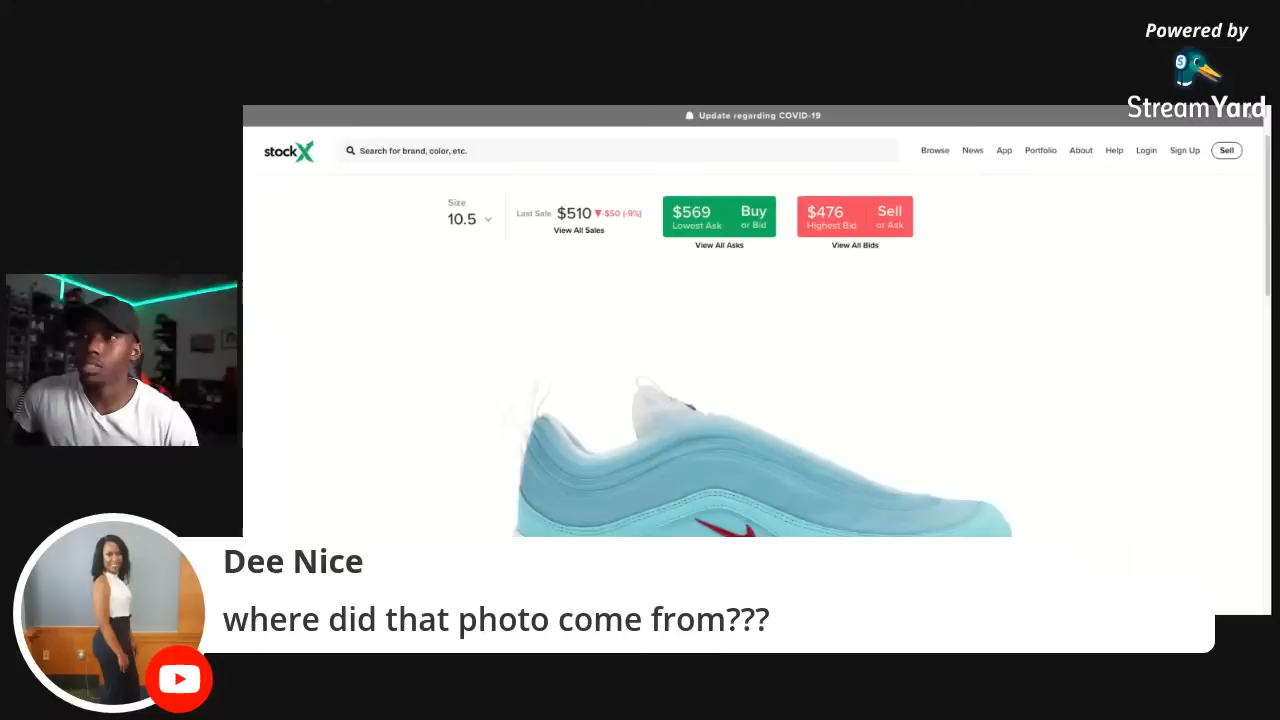 Powered by
StreamYard
Update regarding COVID-19
stockX
Search for brand, color, etc.
Browse News App Portfolio About Help Login Sign Up Sell
Size
10.5
Last Sale $510 ▼-$50 (-9%)
View All Sales
$569 Buy
Lowest Ask or Bid
View All Asks
$476 Sell
Highest Bid or Ask
View All Bids
Dee Nice
where did that photo come from???